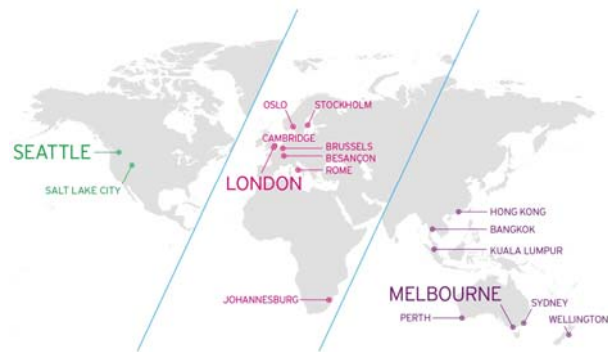 OSLO
STOCKHOLM
CAMBRIDGE
BRUSSELS
BESANÇON
ROME
LONDON
SEATTLE
SALT LAKE CITY
HONG KONG
BANGKOK
KUALA LUMPUR
JOHANNESBURG
MELBOURNE
SYDNEY
PERTH
WELLINGTON